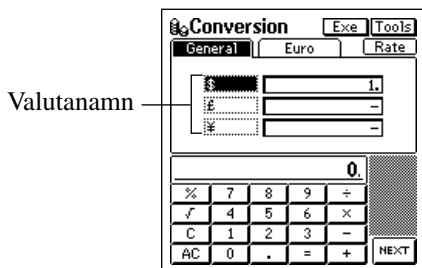 Conversion Exe Tools
General Euro Rate
Valutanamn
$ 1.
£ –
¥ –
0.
% 7 8 9 ÷
√ 4 5 6 ×
C 1 2 3 −
AC 0 . = + NEXT